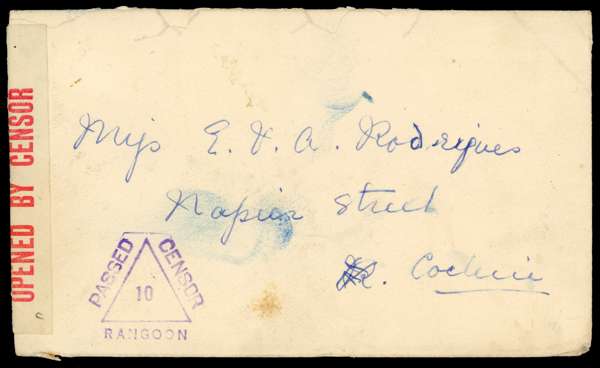 OPENED BY CENSOR
Miss E. V. A. Rodrigues
Napier Street
Cochin
PASSED CENSOR
10
RANGOON